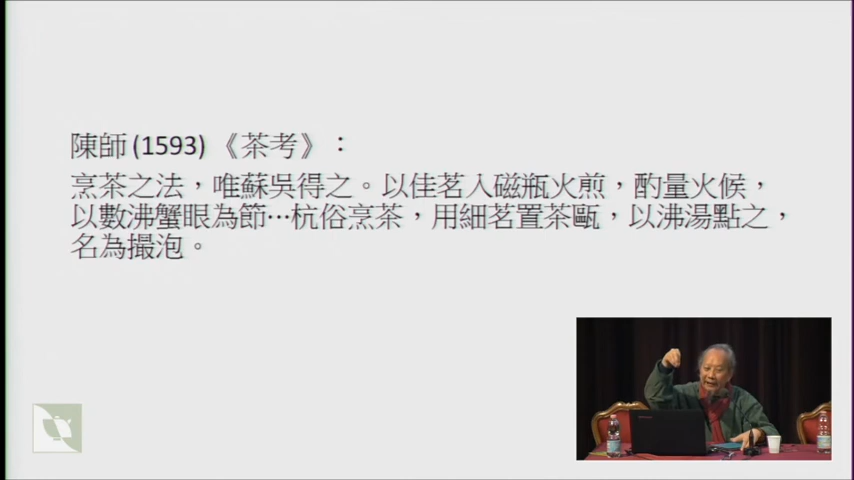 陳師 (1593) 《茶考》：
烹茶之法，唯蘇吳得之。以佳茗入磁瓶火煎，酌量火候，
以數沸蟹眼為節…杭俗烹茶，用細茗置茶甌，以沸湯點之，
名為撮泡。